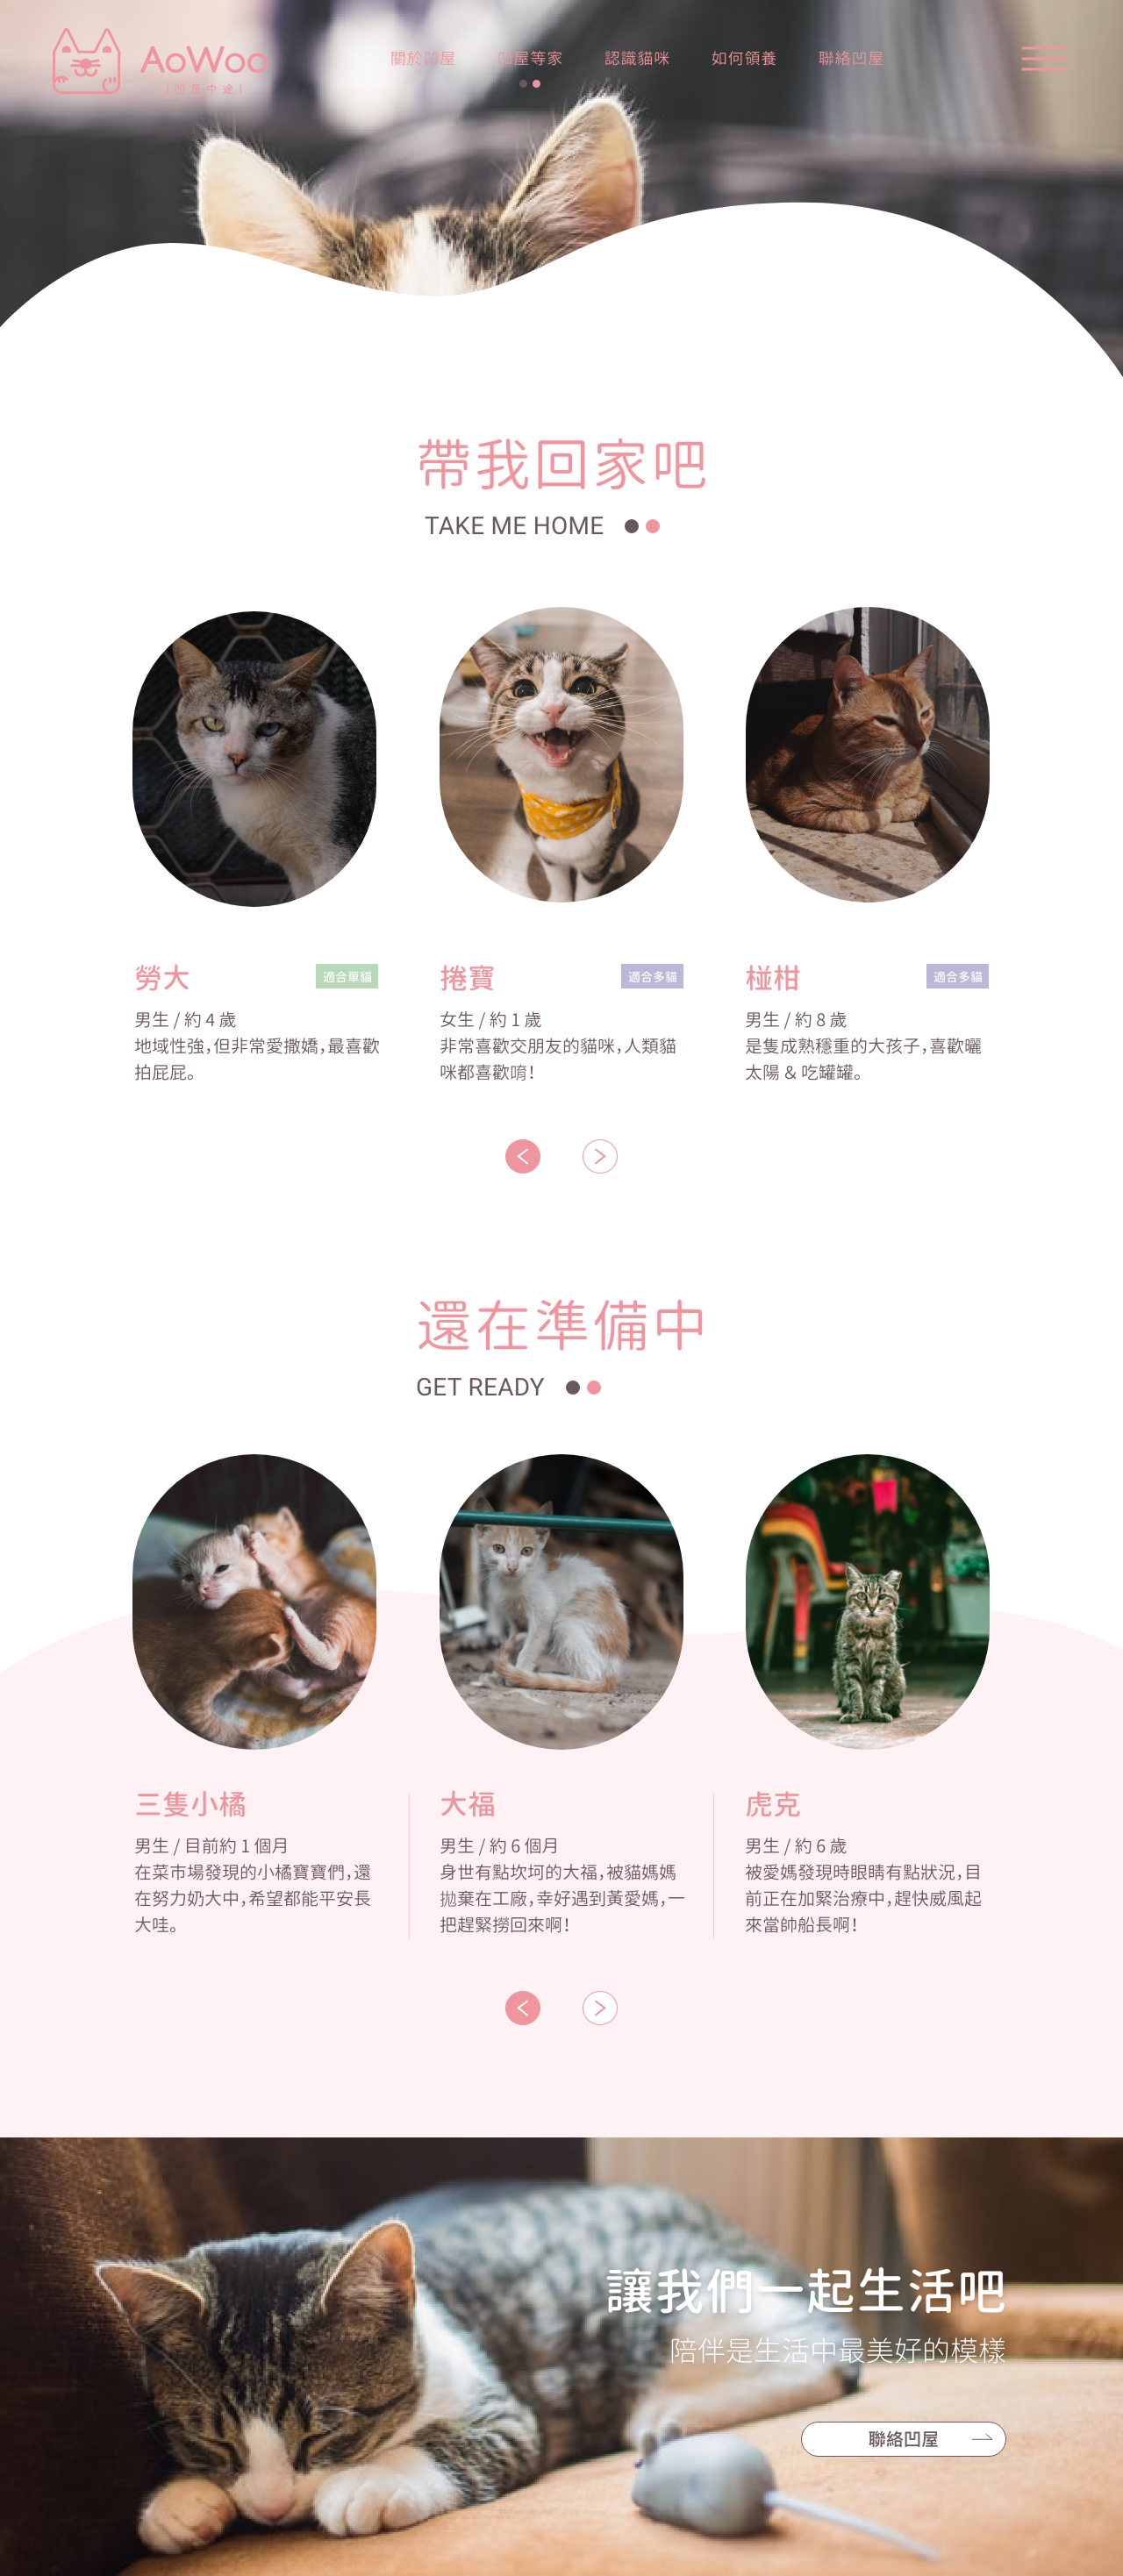 AoWoo
凹屋中途
關於凹屋
凹屋等家
認識貓咪
如何領養
聯絡凹屋
帶我回家吧
TAKE ME HOME
勞大
適合單貓
男生 / 約 4 歲
地域性強，但非常愛撒嬌，最喜歡
拍屁屁。
捲寶
適合多貓
女生 / 約 1 歲
非常喜歡交朋友的貓咪，人類貓
咪都喜歡唷！
椪柑
適合多貓
男生 / 約 8 歲
是隻成熟穩重的大孩子，喜歡曬
太陽 & 吃罐罐。
還在準備中
GET READY
三隻小橘
男生 / 目前約 1 個月
在菜市場發現的小橘寶寶們，還
在努力奶大中，希望都能平安長
大哇。
大福
男生 / 約 6 個月
身世有點坎坷的大福，被貓媽媽
拋棄在工廠，幸好遇到黃愛媽，一
把趕緊撈回來啊！
虎克
男生 / 約 6 歲
被愛媽發現時眼睛有點狀況，目
前正在加緊治療中，趕快威風起
來當帥船長啊！
讓我們一起生活吧
陪伴是生活中最美好的模樣
聯絡凹屋